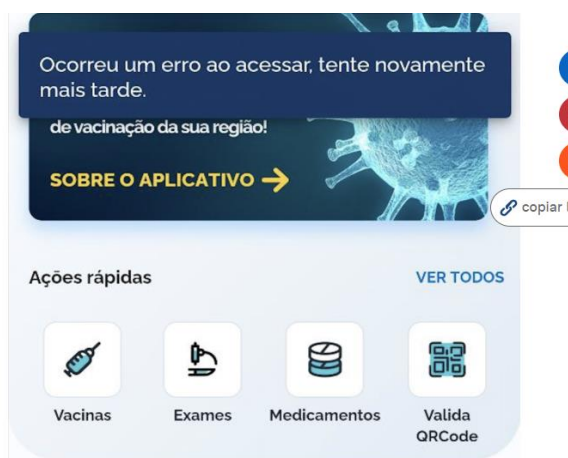 Ocorreu um erro ao acessar, tente novamente
mais tarde.
de vacinação da sua região!
SOBRE O APLICATIVO
copiar
Ações rápidas
VER TODOS
Vacinas
Exames
Medicamentos
Valida
QRCode